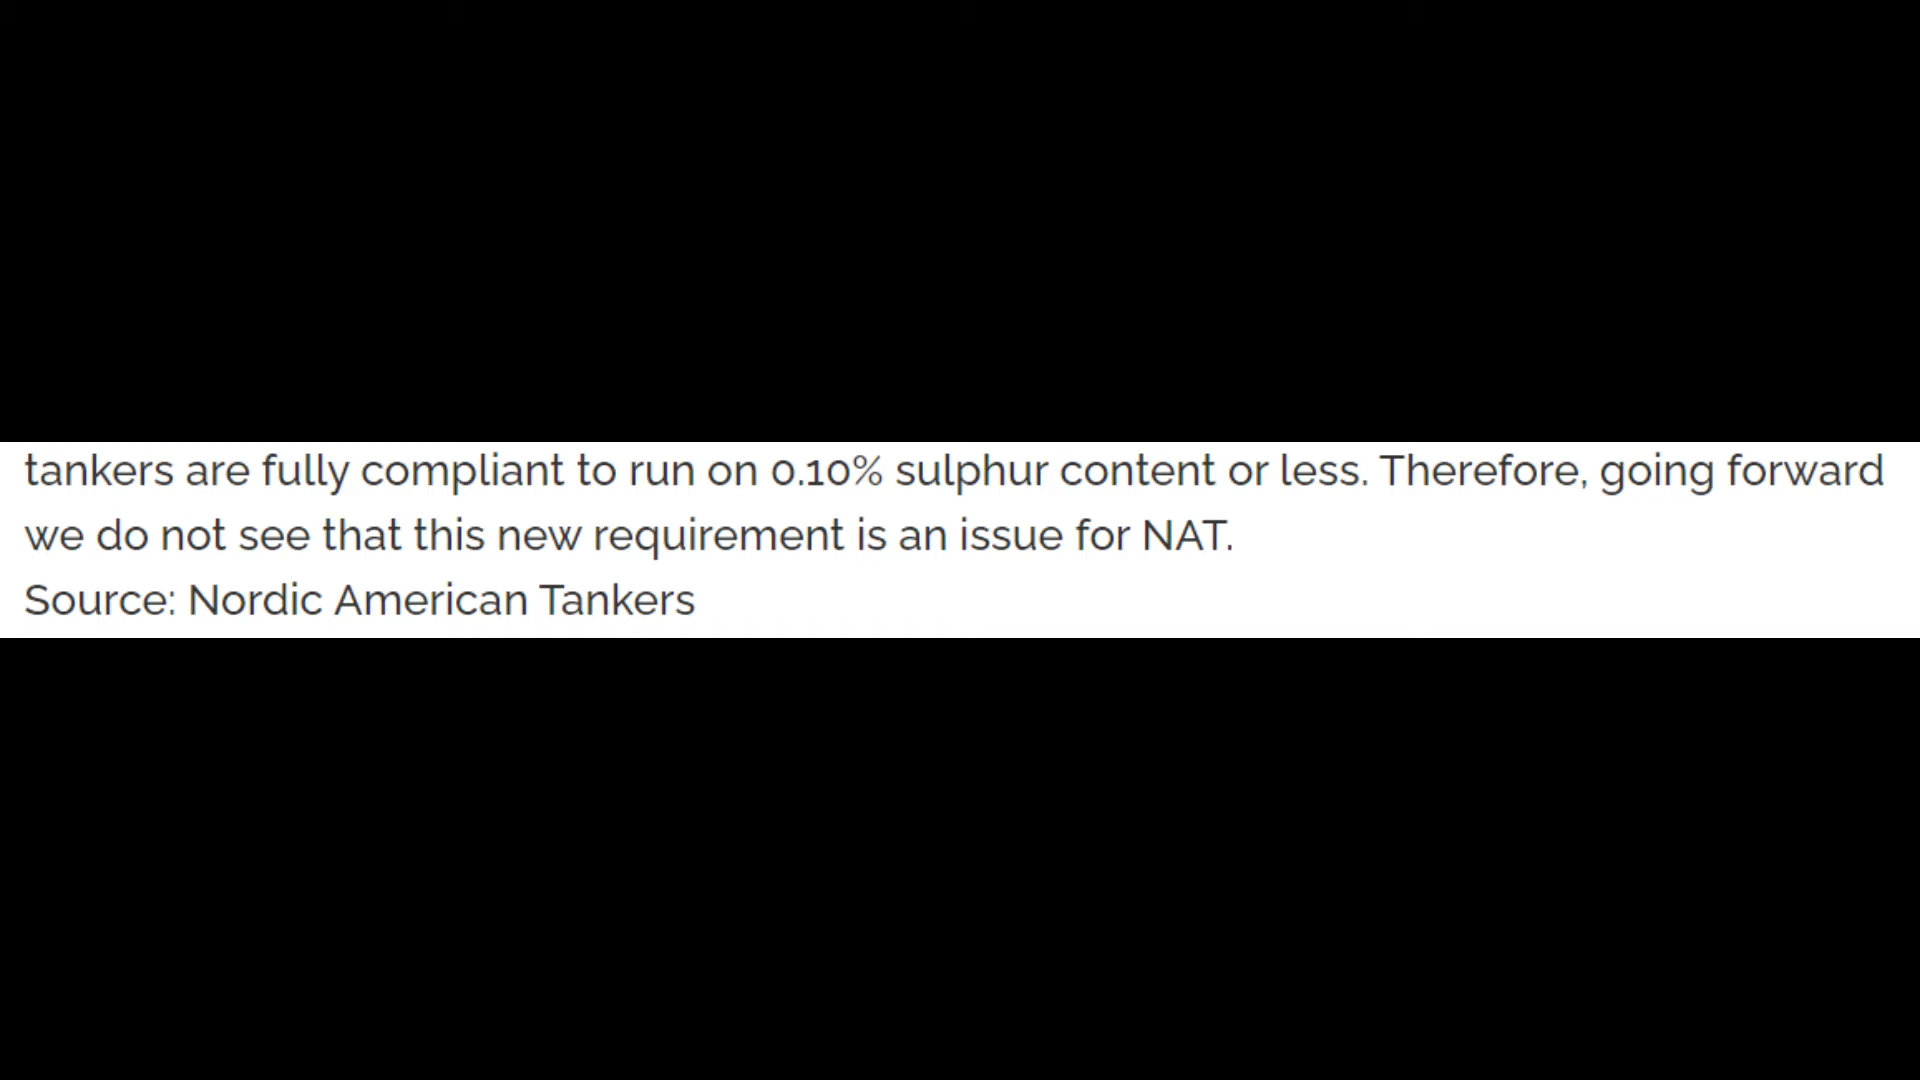 tankers are fully compliant to run on 0.10% sulphur content or less. Therefore, going forward
we do not see that this new requirement is an issue for NAT.
Source: Nordic American Tankers